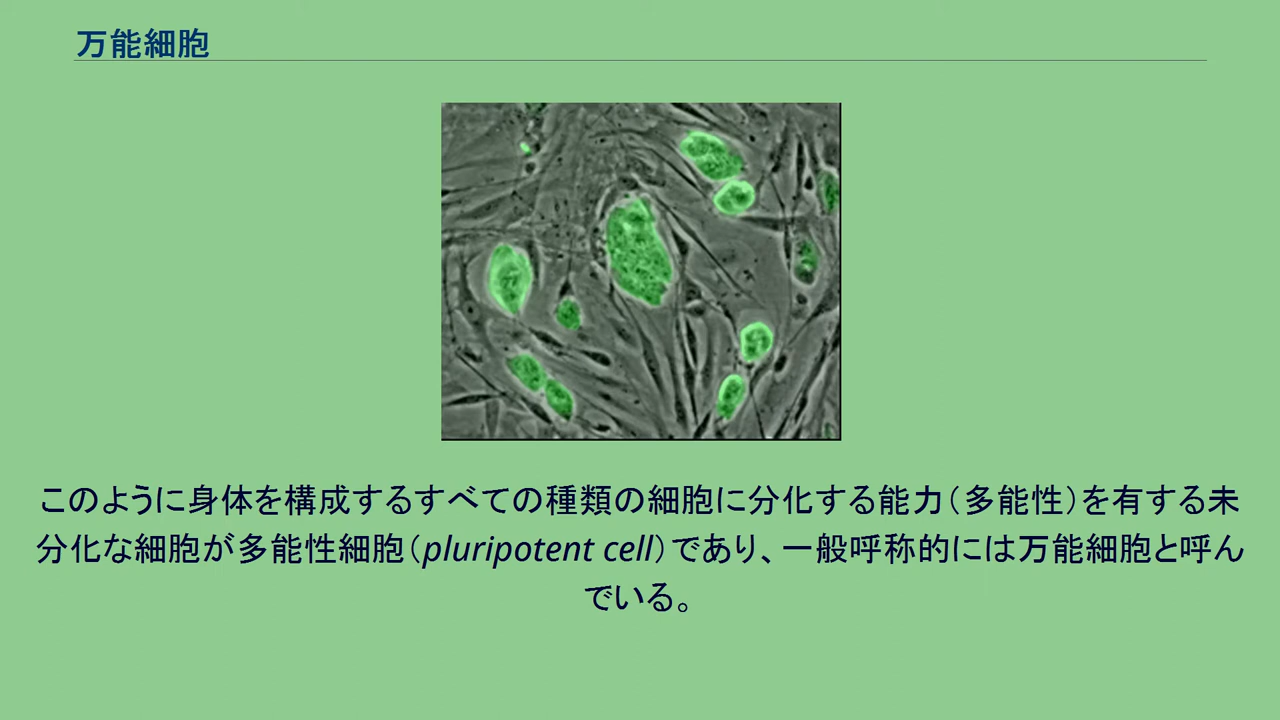 万能細胞
このように身体を構成するすべての種類の細胞に分化する能力（多能性）を有する未
分化な細胞が多能性細胞（pluripotent cell）であり、一般呼称的には万能細胞と呼ん
でいる。